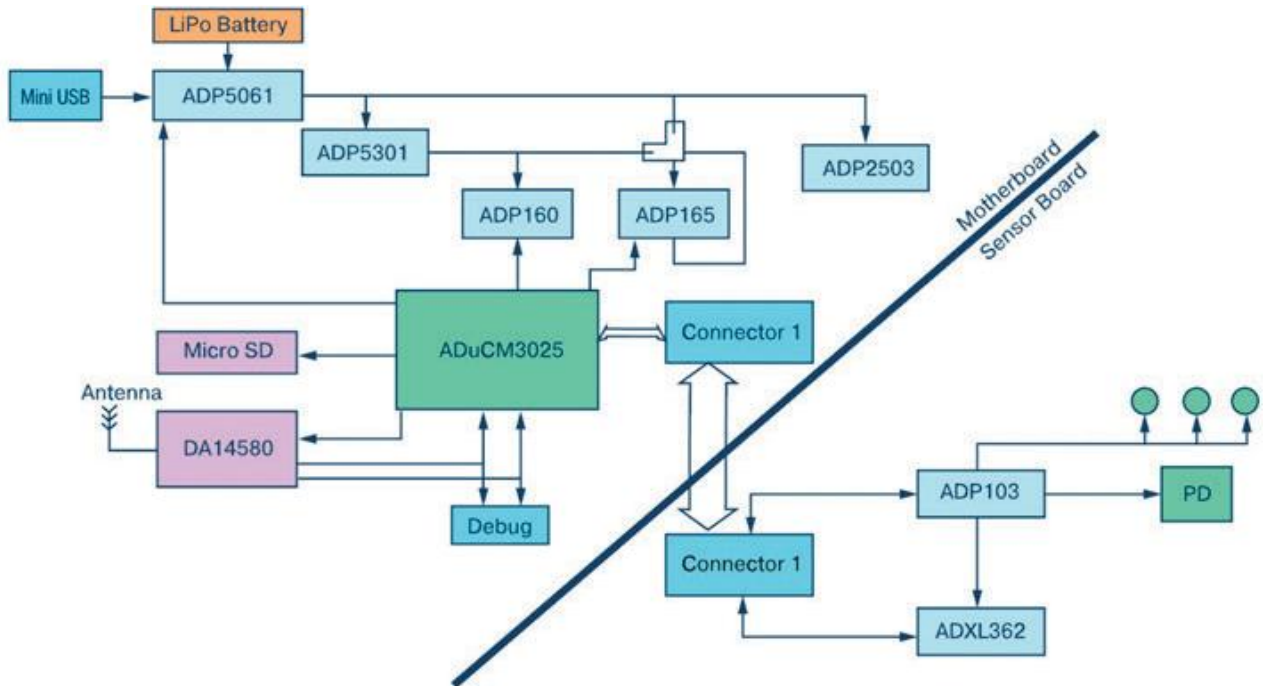 LiPo Battery
Mini USB
ADP5061
ADP5301
ADP2503
ADP160
ADP165
Motherboard
Sensor Board
ADuCM3025
Connector 1
Micro SD
Antenna
DA14580
Debug
ADP103
PD
Connector 1
ADXL362